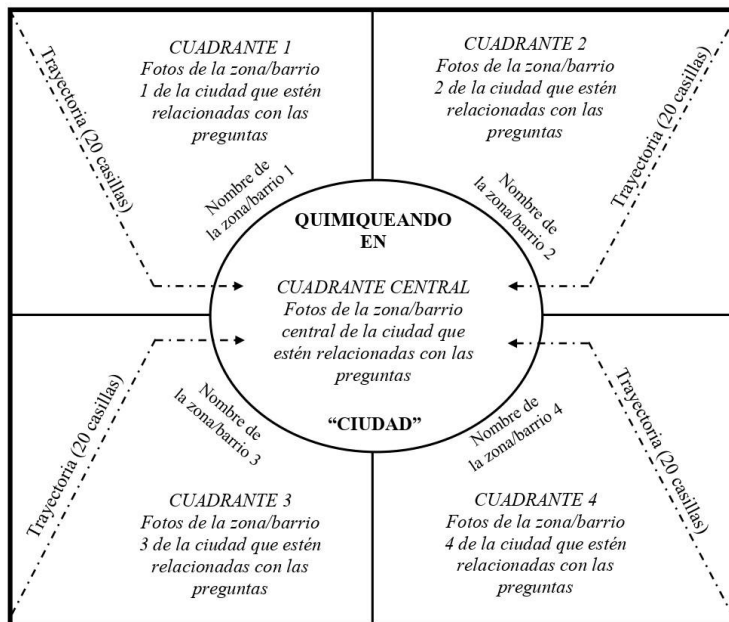 CUADRANTE 1
Fotos de la zona/barrio
1 de la ciudad que estén
relacionadas con las
preguntas
Trayectoria (20 casillas)
Nombre de
la zona/barrio 1
CUADRANTE 2
Fotos de la zona/barrio
2 de la ciudad que estén
relacionadas con las
preguntas
Trayectoria (20 casillas)
Nombre de
la zona/barrio 2
QUIMIQUEANDO
EN
CUADRANTE CENTRAL
Fotos de la zona/barrio
central de la ciudad que
estén relacionadas con las
preguntas
“CIUDAD”
Trayectoria (20 casillas)
Nombre de
la zona/barrio 3
CUADRANTE 3
Fotos de la zona/barrio
3 de la ciudad que estén
relacionadas con las
preguntas
Nombre de
la zona/barrio 4
Trayectoria (20 casillas)
CUADRANTE 4
Fotos de la zona/barrio
4 de la ciudad que estén
relacionadas con las
preguntas